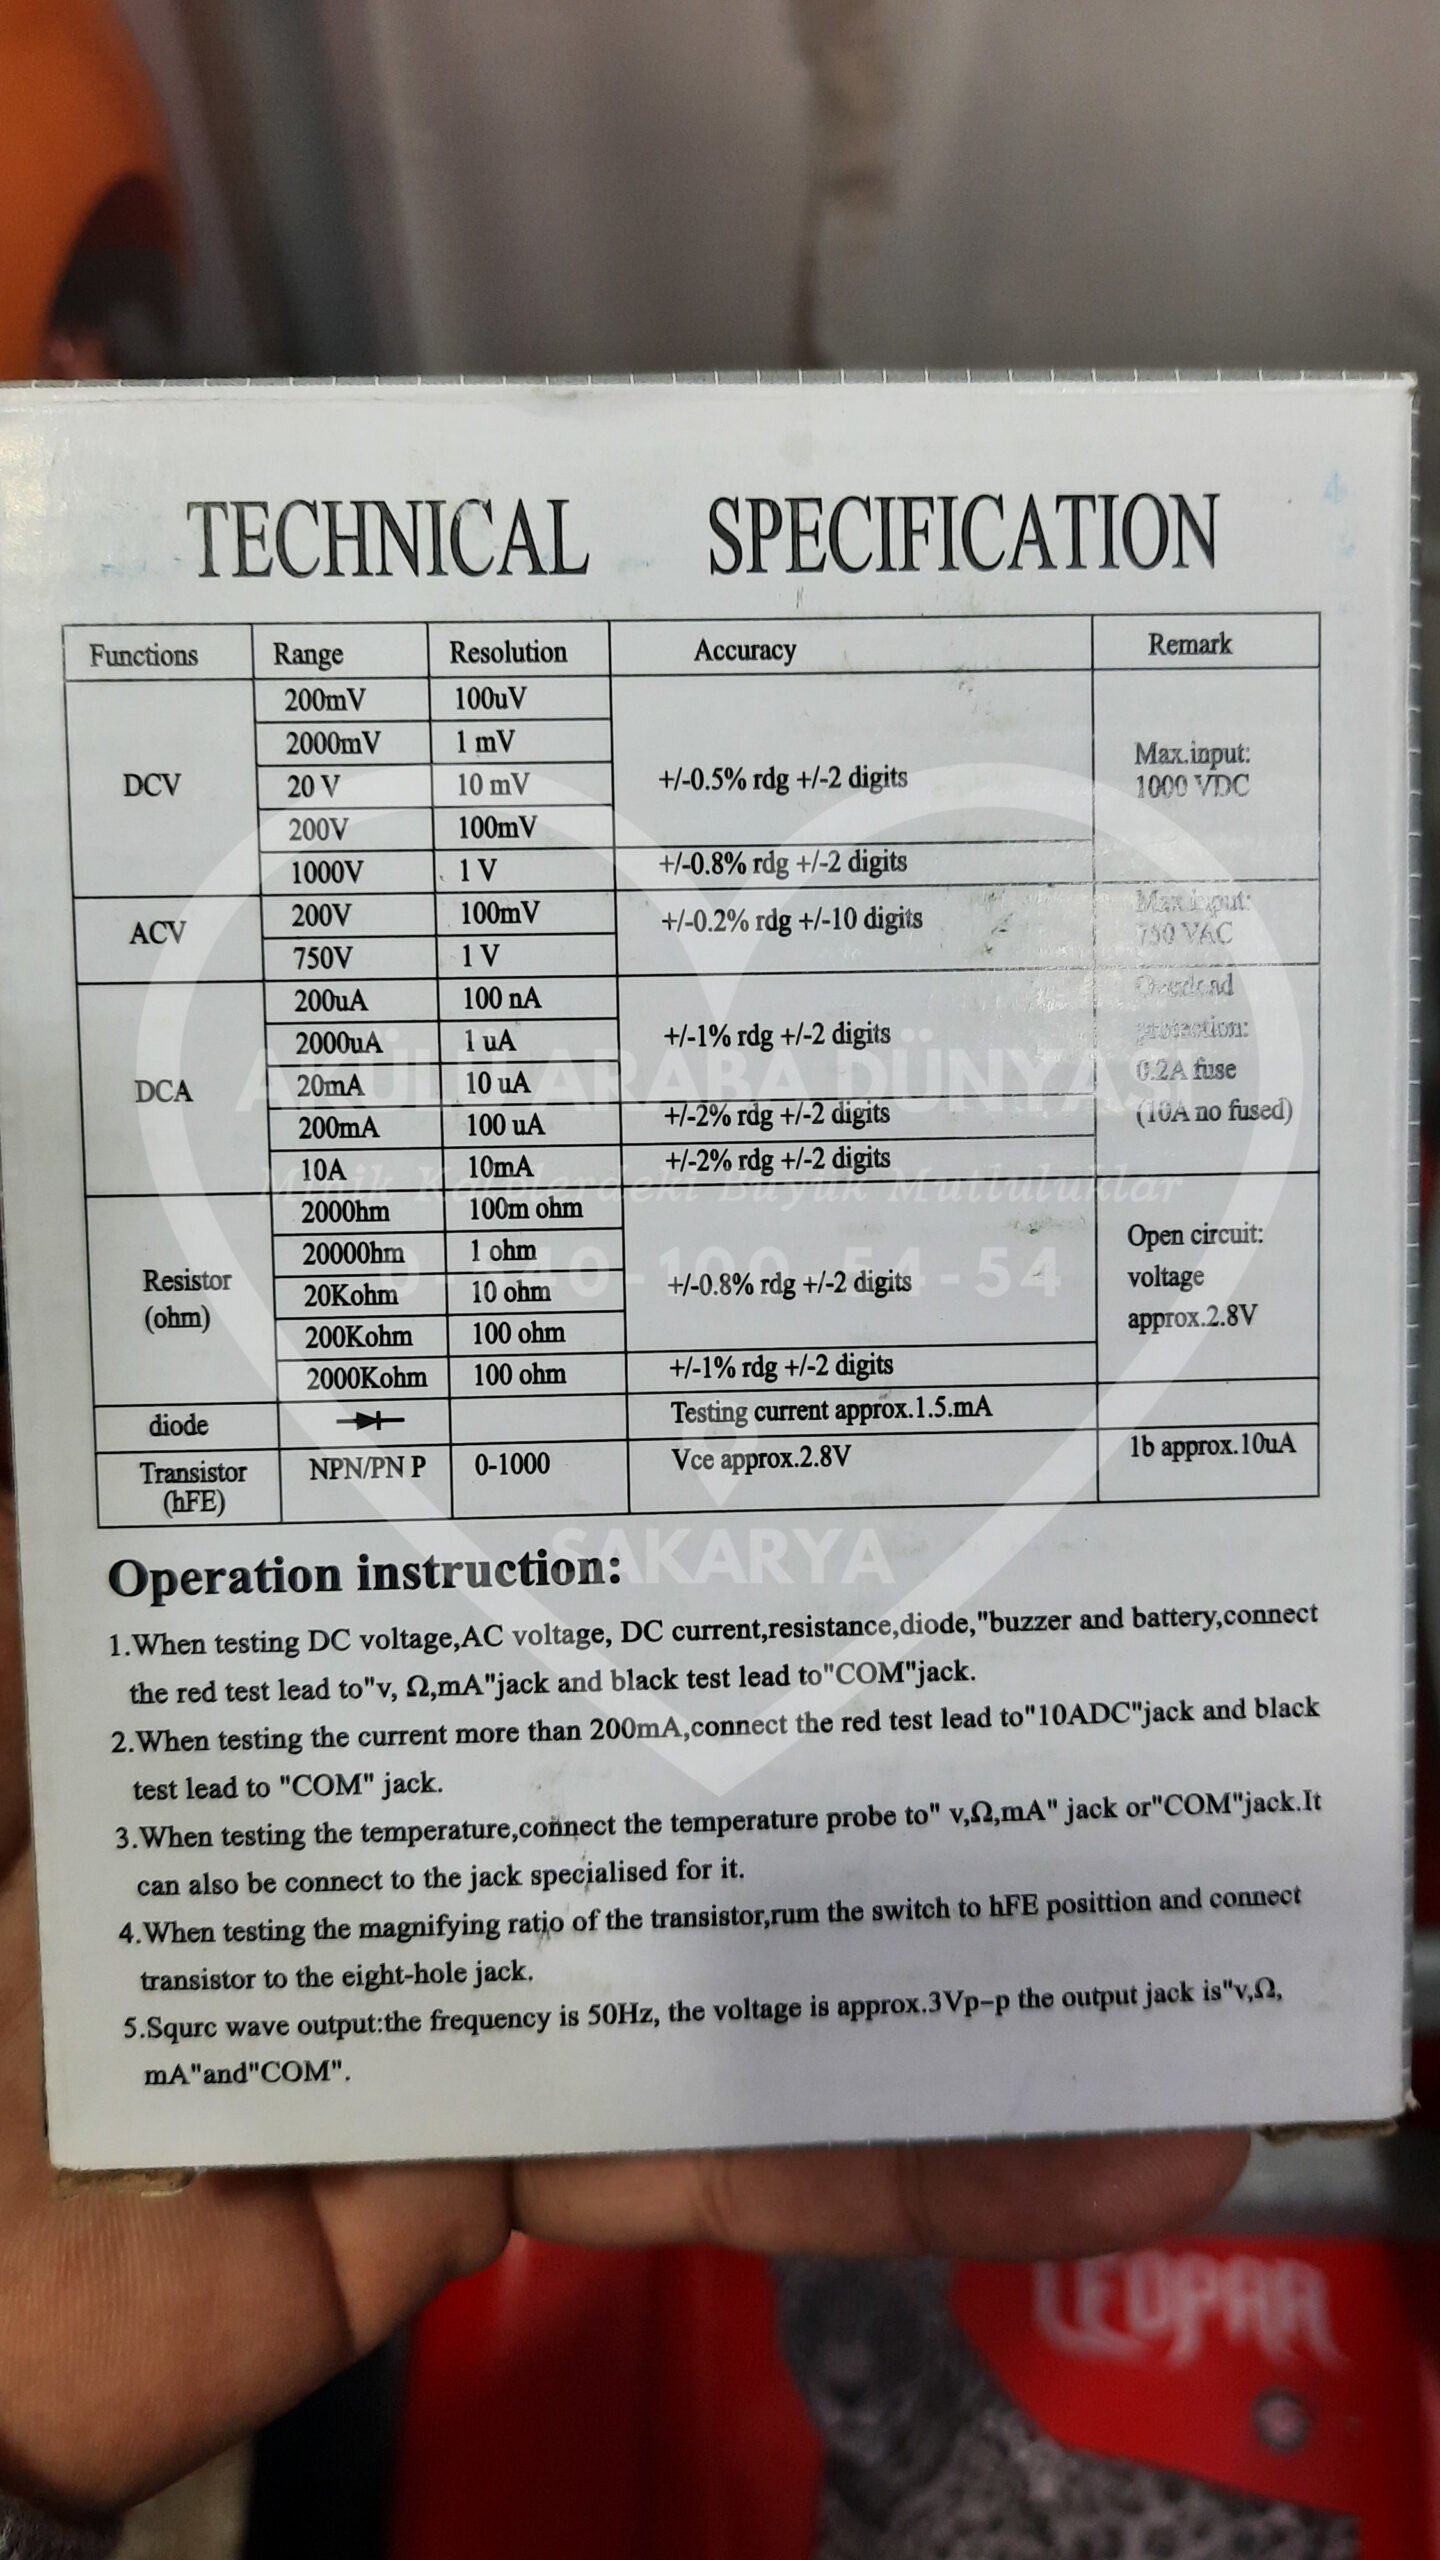 TECHNICAL SPECIFICATION
Functions Range Resolution Accuracy Remark
DCV 200mV 100uV +/-0.5% rdg +/-2 digits Max.input: 1000 VDC
2000mV 1 mV
20 V 10 mV
200V 100mV
1000V 1 V +/-0.8% rdg +/-2 digits
ACV 200V 100mV +/-0.2% rdg +/-10 digits Max.input: 750 VAC
750V 1 V
DCA 200uA 100 nA +/-1% rdg +/-2 digits Overload protection: 0.2A fuse (10A no fused)
2000uA 1 uA
20mA 10 uA
200mA 100 uA +/-2% rdg +/-2 digits
10A 10mA +/-2% rdg +/-2 digits
Resistor (ohm) 2000hm 100m ohm +/-0.8% rdg +/-2 digits Open circuit: voltage approx.2.8V
20000hm 1 ohm
20Kohm 10 ohm
200Kohm 100 ohm
2000Kohm 100 ohm +/-1% rdg +/-2 digits
diode Testing current approx.1.5.mA
Transistor (hFE) NPN/PN P 0-1000 Vce approx.2.8V 1b approx.10uA
Operation instruction:
1.When testing DC voltage,AC voltage, DC current,resistance,diode,"buzzer and battery,connect
the red test lead to"v, Ω,mA"jack and black test lead to"COM"jack.
2.When testing the current more than 200mA,connect the red test lead to"10ADC"jack and black
test lead to "COM" jack.
3.When testing the temperature,connect the temperature probe to" v,Ω,mA" jack or"COM"jack.It
can also be connect to the jack specialised for it.
4.When testing the magnifying ratio of the transistor,rum the switch to hFE posittion and connect
transistor to the eight-hole jack.
5.Squrc wave output:the frequency is 50Hz, the voltage is approx.3Vp-p the output jack is"v,Ω,
mA"and"COM".
AKÜLÜ ARABA DÜNYASI
Minik Kalplerdeki Büyük Mutluluklar
SAKARYA
LEOPAR